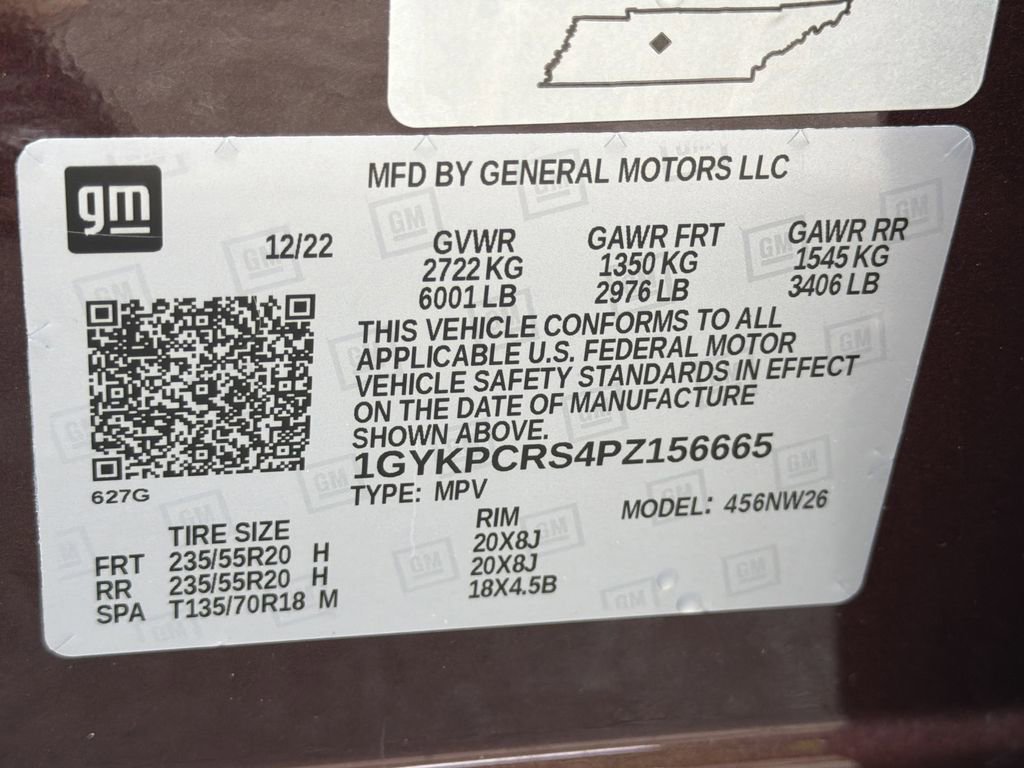 gm
MFD BY GENERAL MOTORS LLC
12/22
GVWR
2722 KG
6001 LB
GAWR FRT
1350 KG
2976 LB
GAWR RR
1545 KG
3406 LB
THIS VEHICLE CONFORMS TO ALL
APPLICABLE U.S. FEDERAL MOTOR
VEHICLE SAFETY STANDARDS IN EFFECT
ON THE DATE OF MANUFACTURE
SHOWN ABOVE.
1GYKPCRS4PZ156665
627G
TYPE: MPV
MODEL: 456NW26
TIRE SIZE RIM
FRT 235/55R20 H 20X8J
RR 235/55R20 H 20X8J
SPA T135/70R18 M 18X4.5B